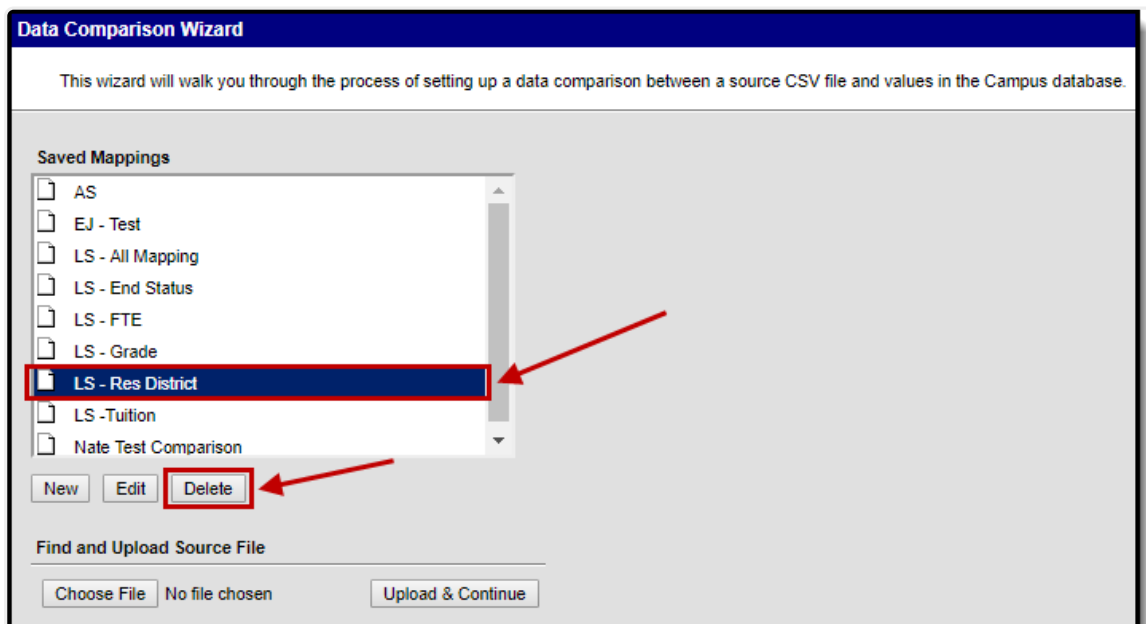 Data Comparison Wizard
This wizard will walk you through the process of setting up a data comparison between a source CSV file and values in the Campus database.
Saved Mappings
AS
EJ - Test
LS - All Mapping
LS - End Status
LS - FTE
LS - Grade
LS - Res District
LS -Tuition
Nate Test Comparison
New Edit Delete
Find and Upload Source File
Choose File No file chosen Upload & Continue